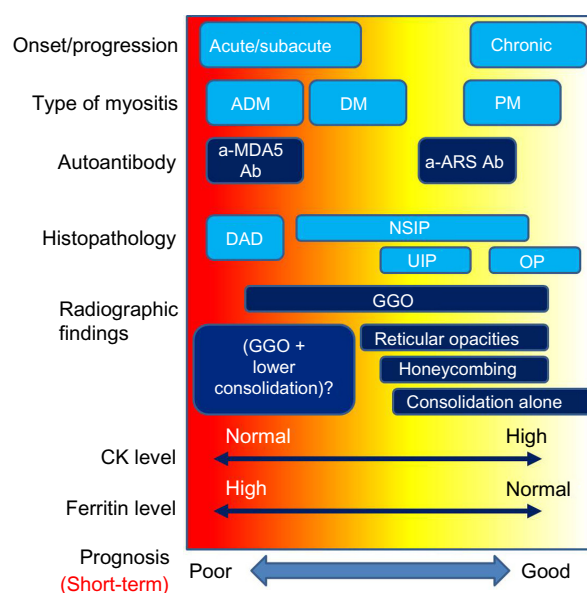 Onset/progression
Acute/subacute
Chronic
Type of myositis
ADM
DM
PM
Autoantibody
a-MDA5
Ab
a-ARS Ab
Histopathology
DAD
NSIP
UIP
OP
Radiographic
findings
GGO
(GGO +
lower
consolidation)?
Reticular opacities
Honeycombing
Consolidation alone
CK level
Normal
High
Ferritin level
High
Normal
Prognosis
(Short-term)
Poor
Good